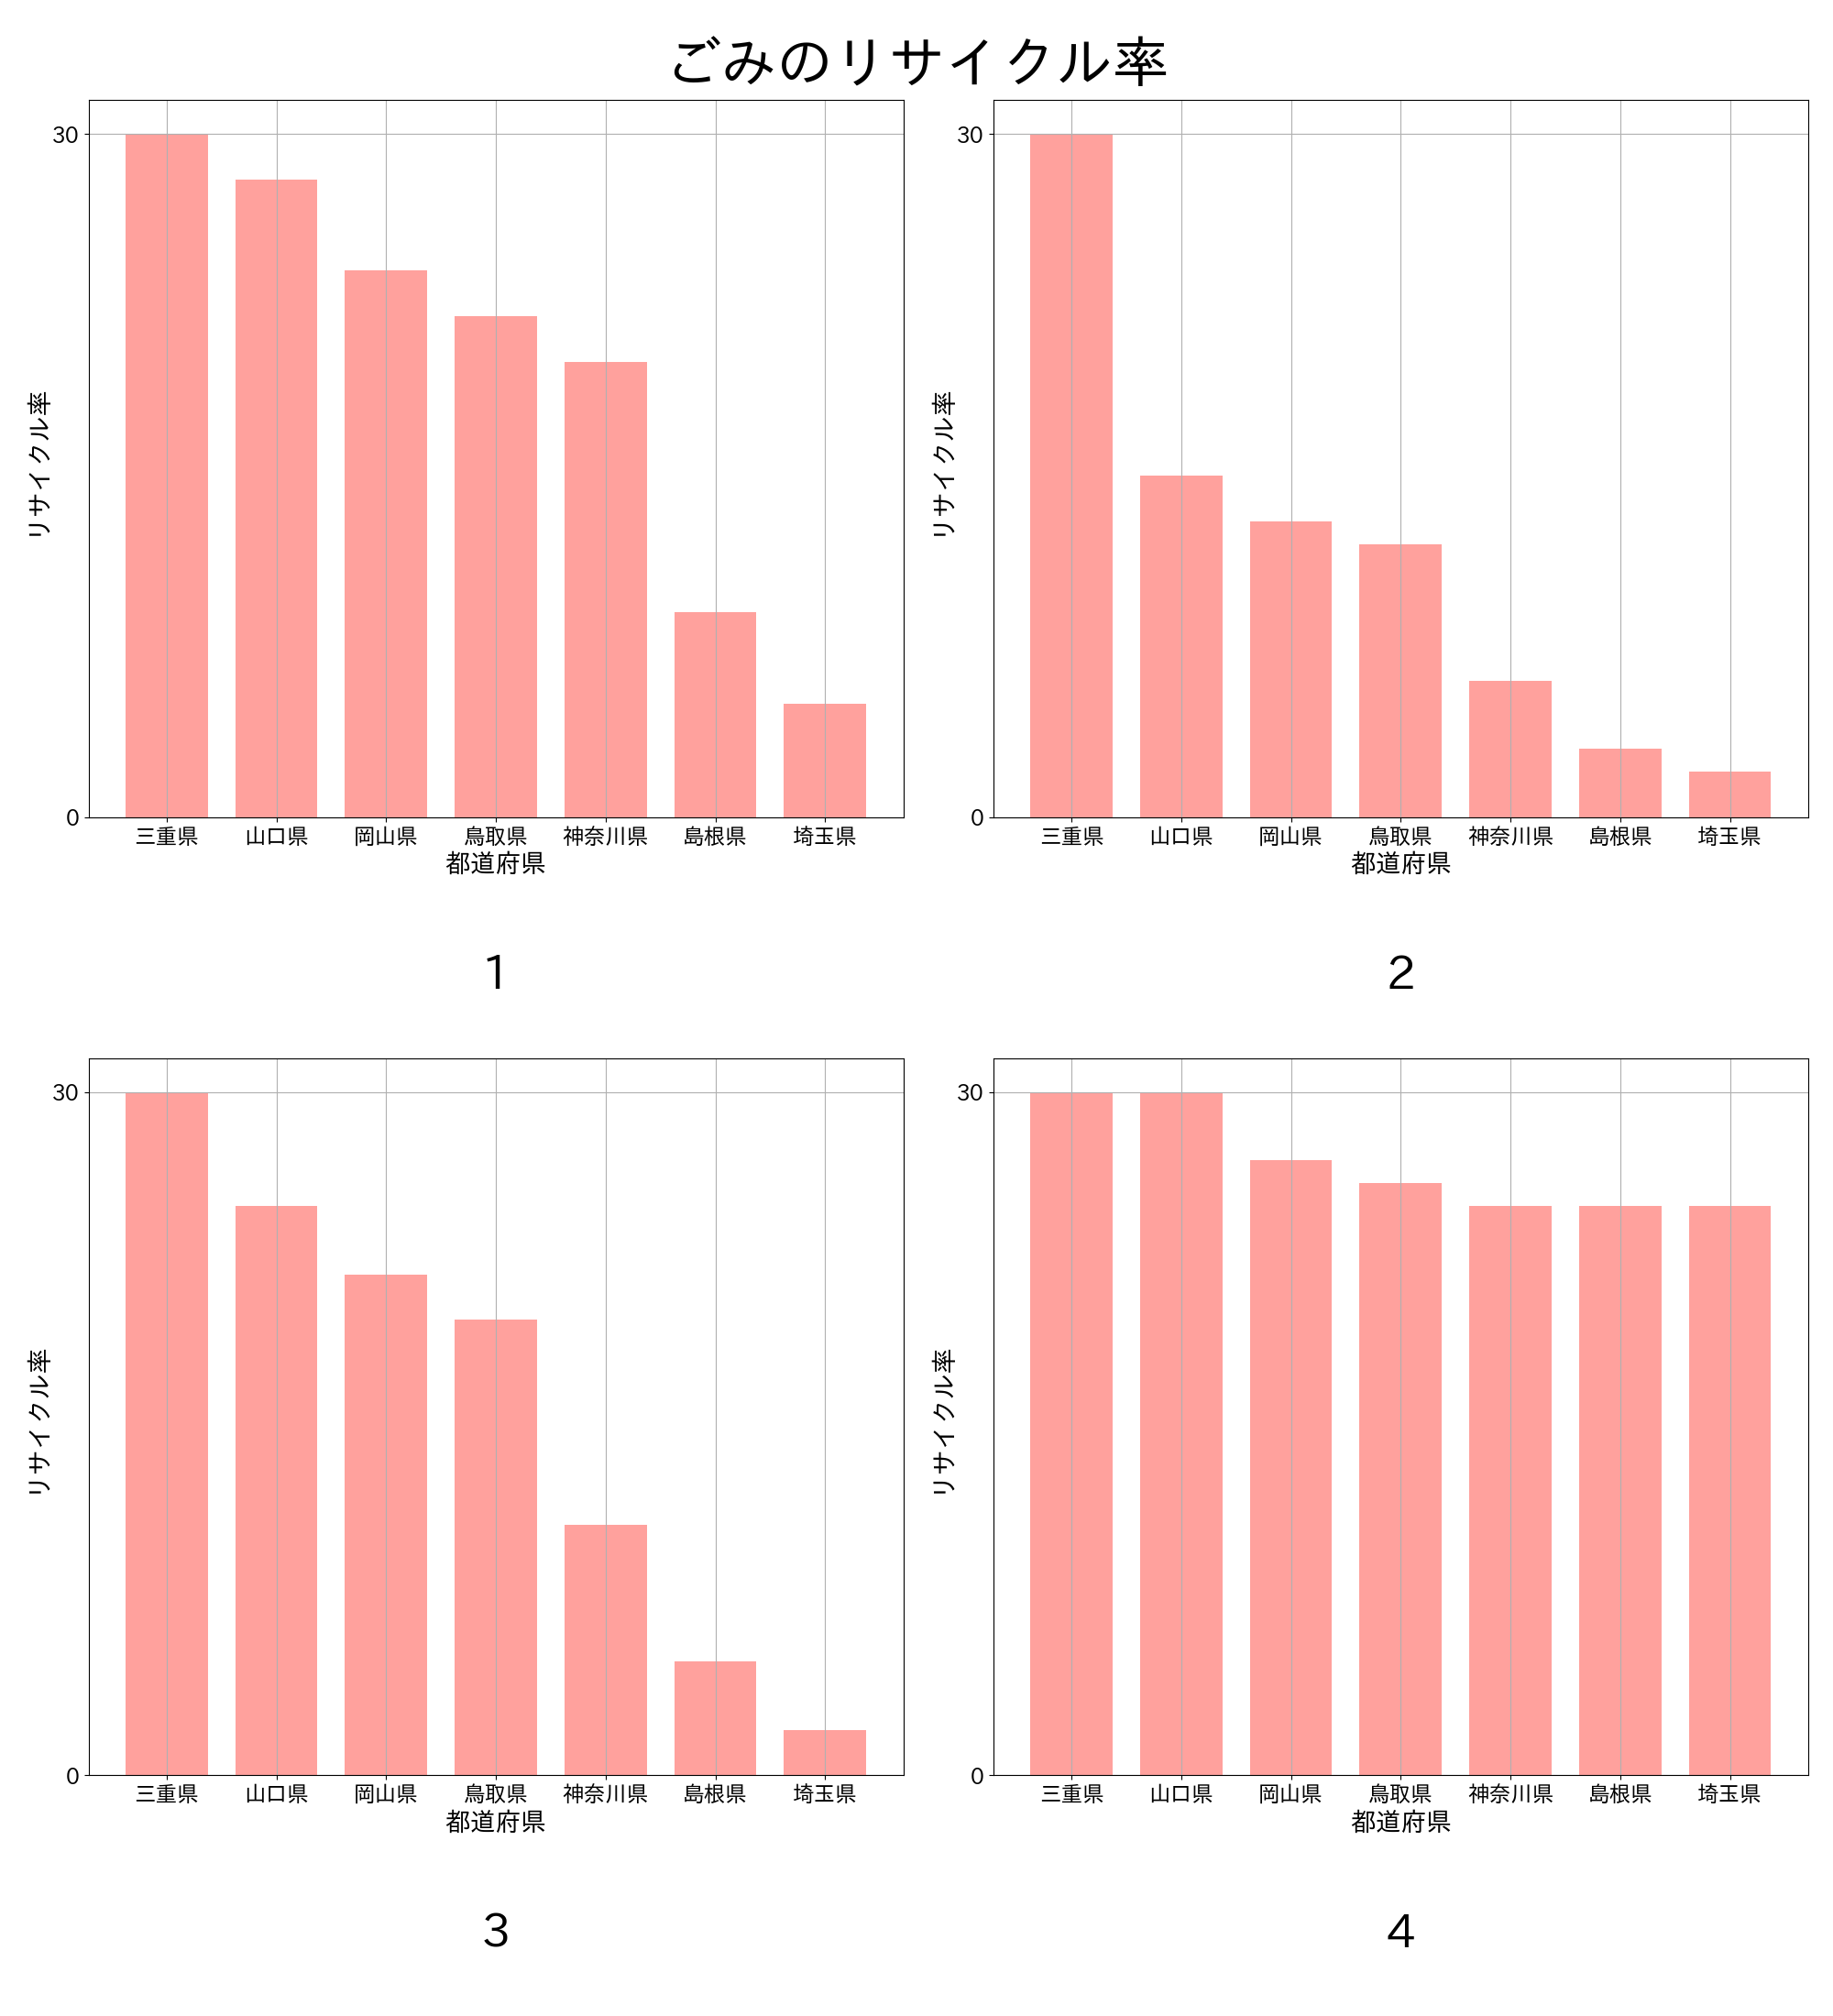 ごみのリサイクル率
30
0
リサイクル率
三重県 山口県 岡山県 鳥取県 神奈川県 島根県 埼玉県
都道府県
1
30
0
リサイクル率
三重県 山口県 岡山県 鳥取県 神奈川県 島根県 埼玉県
都道府県
2
30
0
リサイクル率
三重県 山口県 岡山県 鳥取県 神奈川県 島根県 埼玉県
都道府県
3
30
0
リサイクル率
三重県 山口県 岡山県 鳥取県 神奈川県 島根県 埼玉県
都道府県
4